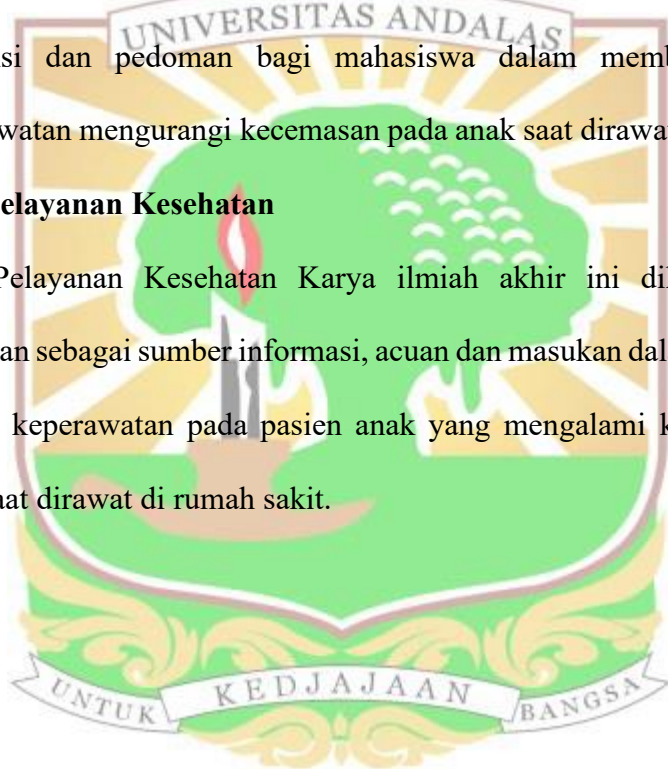 UNIVERSITAS ANDALAS
si dan pedoman bagi mahasiswa dalam memb
watan mengurangi kecemasan pada anak saat dirawa
elayanan Kesehatan
Pelayanan Kesehatan Karya ilmiah akhir ini dil
an sebagai sumber informasi, acuan dan masukan dal
keperawatan pada pasien anak yang mengalami k
aat dirawat di rumah sakit.
UNTUK KEDJAJAAN BANGSA